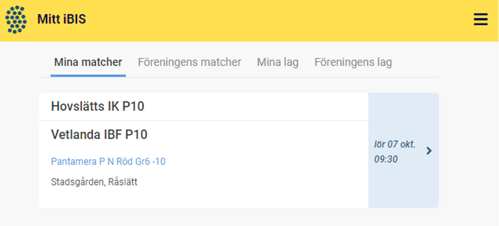 Mitt iBIS
Mina matcher Föreningens matcher Mina lag Föreningens lag
Hovslätts IK P10
Vetlanda IBF P10
Pantamera P N Röd Gr6 -10
Stadsgården, Råslätt
lör 07 okt.
09:30